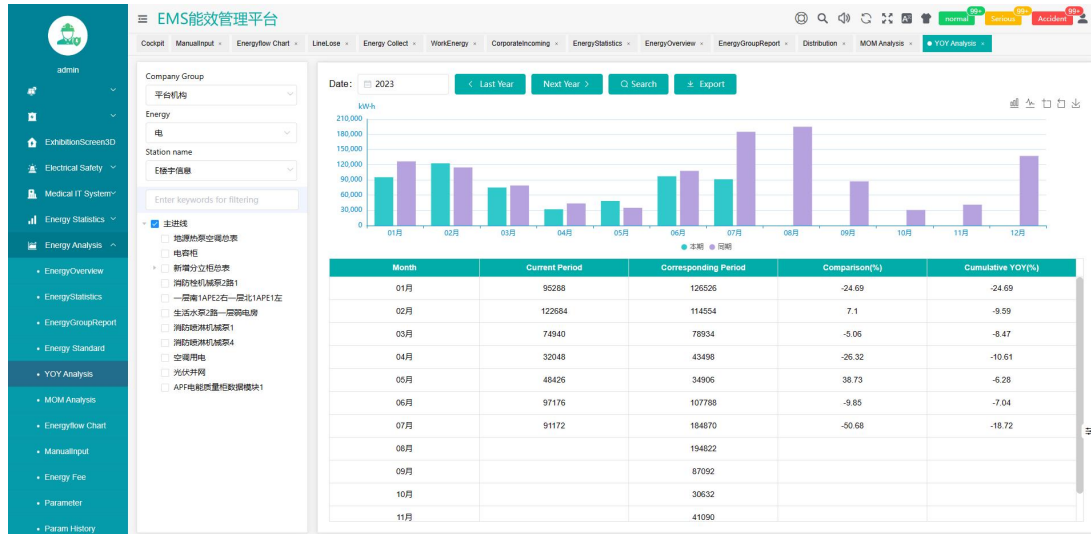 EMS能效管理平台
99+ 99+ 99+
normal Serious Accident
admin
Cockpit ManualInput × Energyflow Chart × LineLose × Energy Collect × WorkEnergy × CorporateIncoming × EnergyStatistics × EnergyOverview × EnergyGroupReport × Distribution × MOM Analysis × YOY Analysis ×
ExhibitionScreen3D
Electrical Safety
Medical IT System
Energy Statistics
Energy Analysis
EnergyOverview
EnergyStatistics
EnergyGroupReport
Energy Standard
YOY Analysis
MOM Analysis
Energyflow Chart
ManualInput
Energy Fee
Parameter
Param History
Company Group
平台机构
Energy
电
Station name
E楼宇信息
Enter keywords for filtering
主进线
地源热泵空调总表
电容柜
新增分立柜总表
消防栓机械泵2路1
一层南1APE2右一层北1APE1左
生活水泵2路一层弱电房
消防喷淋机械泵1
消防喷淋机械泵4
空调用电
光伏并网
APF电能质量柜数据模块1
Date: 2023 < Last Year Next Year > Search Export
kW·h
210,000
180,000
150,000
120,000
90,000
60,000
30,000
0
01月 02月 03月 04月 05月 06月 07月 08月 09月 10月 11月 12月
本期 同期
Month Current Period Corresponding Period Comparison(%) Cumulative YOY(%)
01月 95288 126526 -24.69 -24.69
02月 122684 114554 7.1 -9.59
03月 74940 78934 -5.06 -8.47
04月 32048 43498 -26.32 -10.61
05月 48426 34906 38.73 -6.28
06月 97176 107788 -9.85 -7.04
07月 91172 184870 -50.68 -18.72
08月 194822
09月 87092
10月 30632
11月 41090